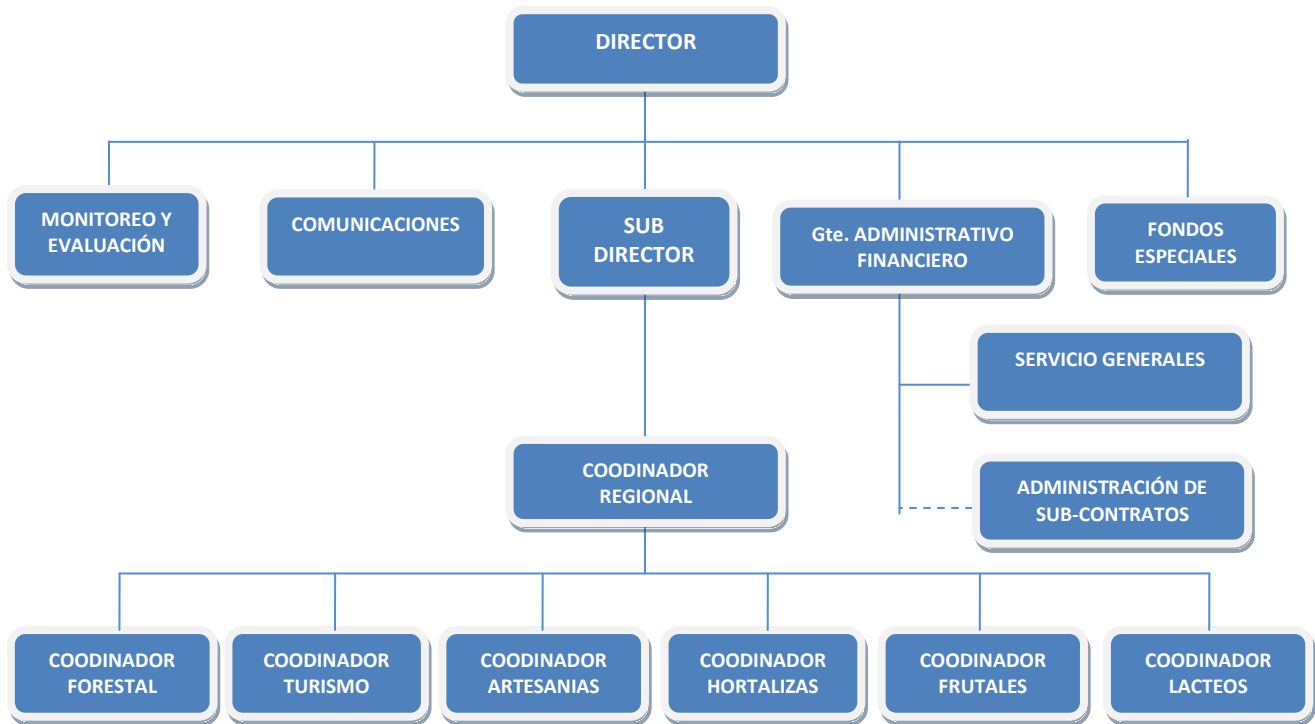 DIRECTOR
MONITOREO Y
EVALUACIÓN
COMUNICACIONES
SUB
DIRECTOR
Gte. ADMINISTRATIVO
FINANCIERO
FONDOS
ESPECIALES
SERVICIO GENERALES
COODINADOR
REGIONAL
ADMINISTRACIÓN DE
SUB-CONTRATOS
COODINADOR
FORESTAL
COODINADOR
TURISMO
COODINADOR
ARTESANIAS
COODINADOR
HORTALIZAS
COODINADOR
FRUTALES
COODINADOR
LACTEOS